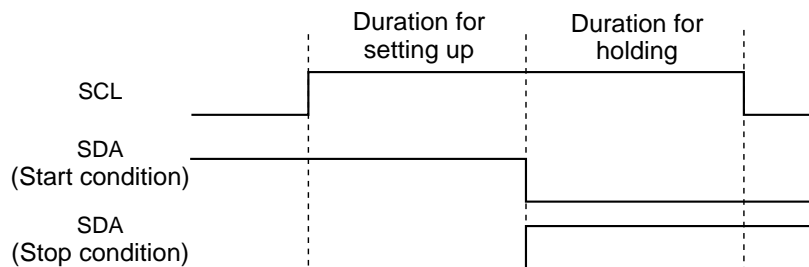 Duration for
setting up
Duration for
holding
SCL
SDA
(Start condition)
SDA
(Stop condition)